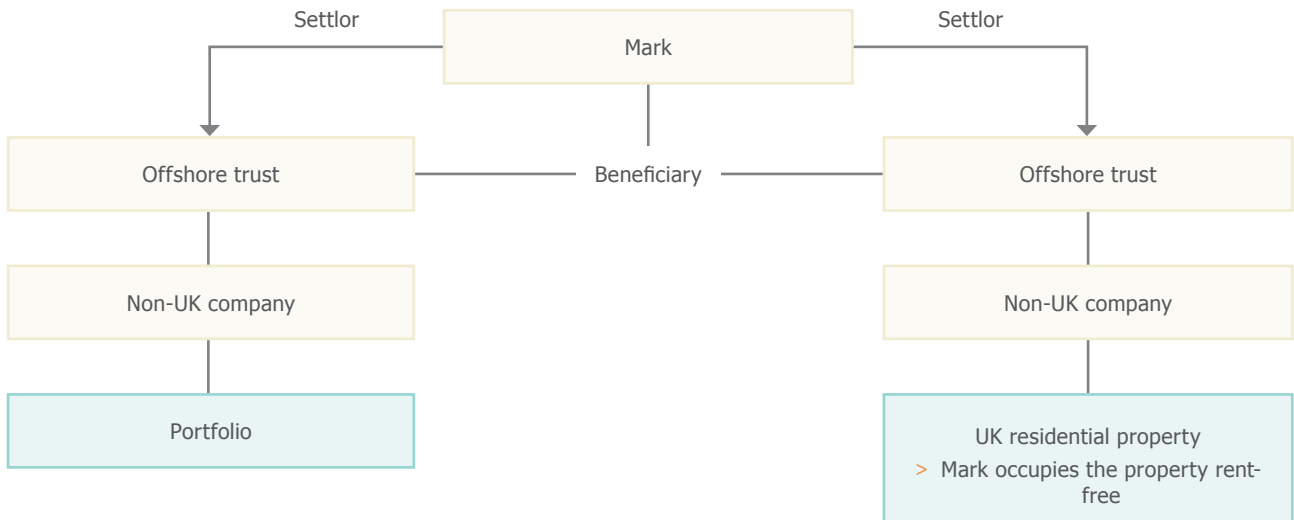 Settlor
Settlor
Mark
Offshore trust
Beneficiary
Offshore trust
Non-UK company
Non-UK company
Portfolio
UK residential property
> Mark occupies the property rent-
free